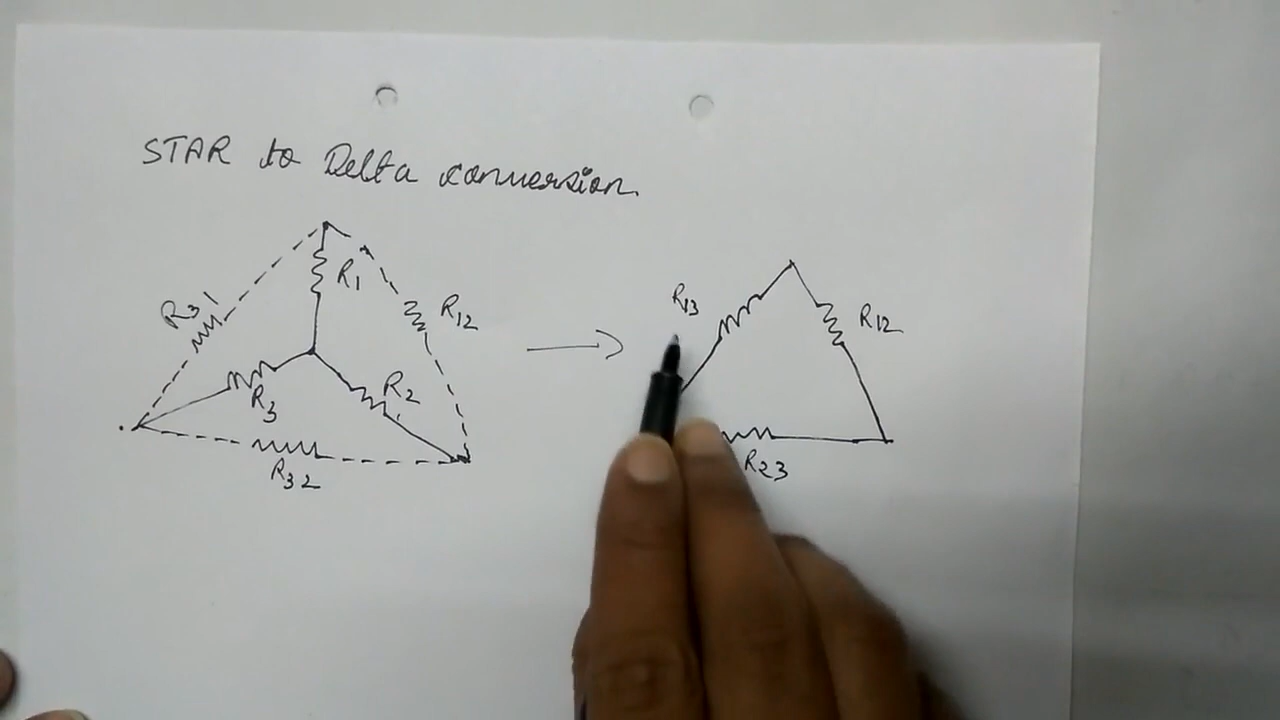 STAR to Delta conversion.
R1
R31
R12
R3
R2
R32
R13
R12
R23